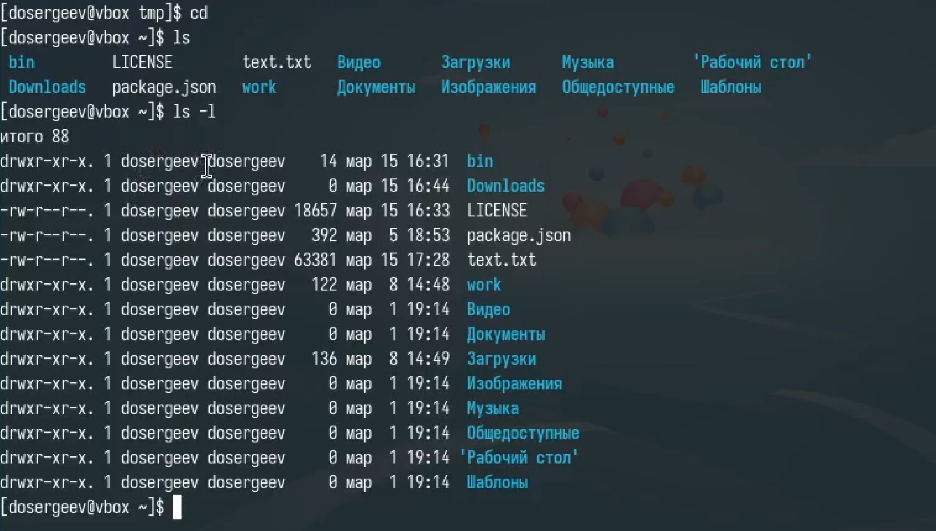 [dosergeev@vbox tmp]$ cd
[dosergeev@vbox ~]$ ls
bin LICENSE text.txt Видео Загрузки Музыка 'Рабочий стол'
Downloads package.json work Документы Изображения Общедоступные Шаблоны
[dosergeev@vbox ~]$ ls -l
итого 88
drwxr-xr-x. 1 dosergeev dosergeev 14 мар 15 16:31 bin
drwxr-xr-x. 1 dosergeev dosergeev 0 мар 15 16:44 Downloads
-rw-r--r--. 1 dosergeev dosergeev 18657 мар 15 16:33 LICENSE
-rw-r--r--. 1 dosergeev dosergeev 392 мар 5 18:53 package.json
-rw-r--r--. 1 dosergeev dosergeev 63381 мар 15 17:28 text.txt
drwxr-xr-x. 1 dosergeev dosergeev 122 мар 8 14:48 work
drwxr-xr-x. 1 dosergeev dosergeev 0 мар 1 19:14 Видео
drwxr-xr-x. 1 dosergeev dosergeev 0 мар 1 19:14 Документы
drwxr-xr-x. 1 dosergeev dosergeev 136 мар 8 14:49 Загрузки
drwxr-xr-x. 1 dosergeev dosergeev 0 мар 1 19:14 Изображения
drwxr-xr-x. 1 dosergeev dosergeev 0 мар 1 19:14 Музыка
drwxr-xr-x. 1 dosergeev dosergeev 0 мар 1 19:14 Общедоступные
drwxr-xr-x. 1 dosergeev dosergeev 0 мар 1 19:14 'Рабочий стол'
drwxr-xr-x. 1 dosergeev dosergeev 0 мар 1 19:14 Шаблоны
[dosergeev@vbox ~]$